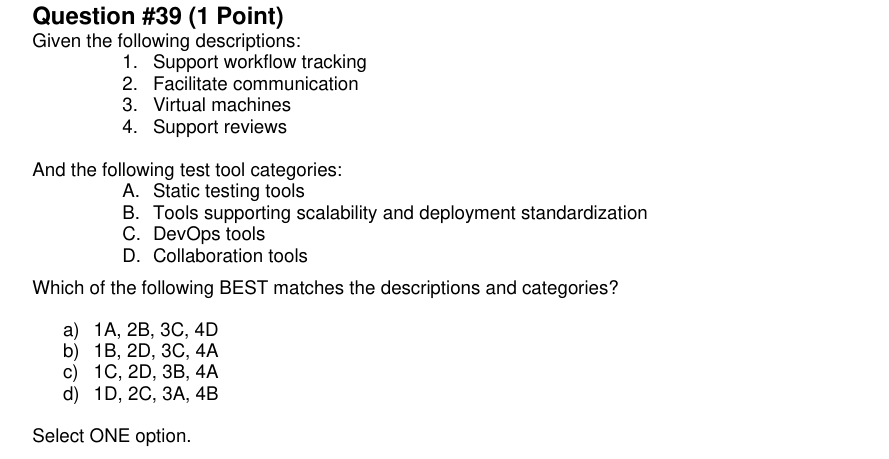 Question #39 (1 Point)
Given the following descriptions:
1. Support workflow tracking
2. Facilitate communication
3. Virtual machines
4. Support reviews
And the following test tool categories:
A. Static testing tools
B. Tools supporting scalability and deployment standardization
C. DevOps tools
D. Collaboration tools
Which of the following BEST matches the descriptions and categories?
a) 1A, 2B, 3C, 4D
b) 1B, 2D, 3C, 4A
c) 1C, 2D, 3B, 4A
d) 1D, 2C, 3A, 4B
Select ONE option.